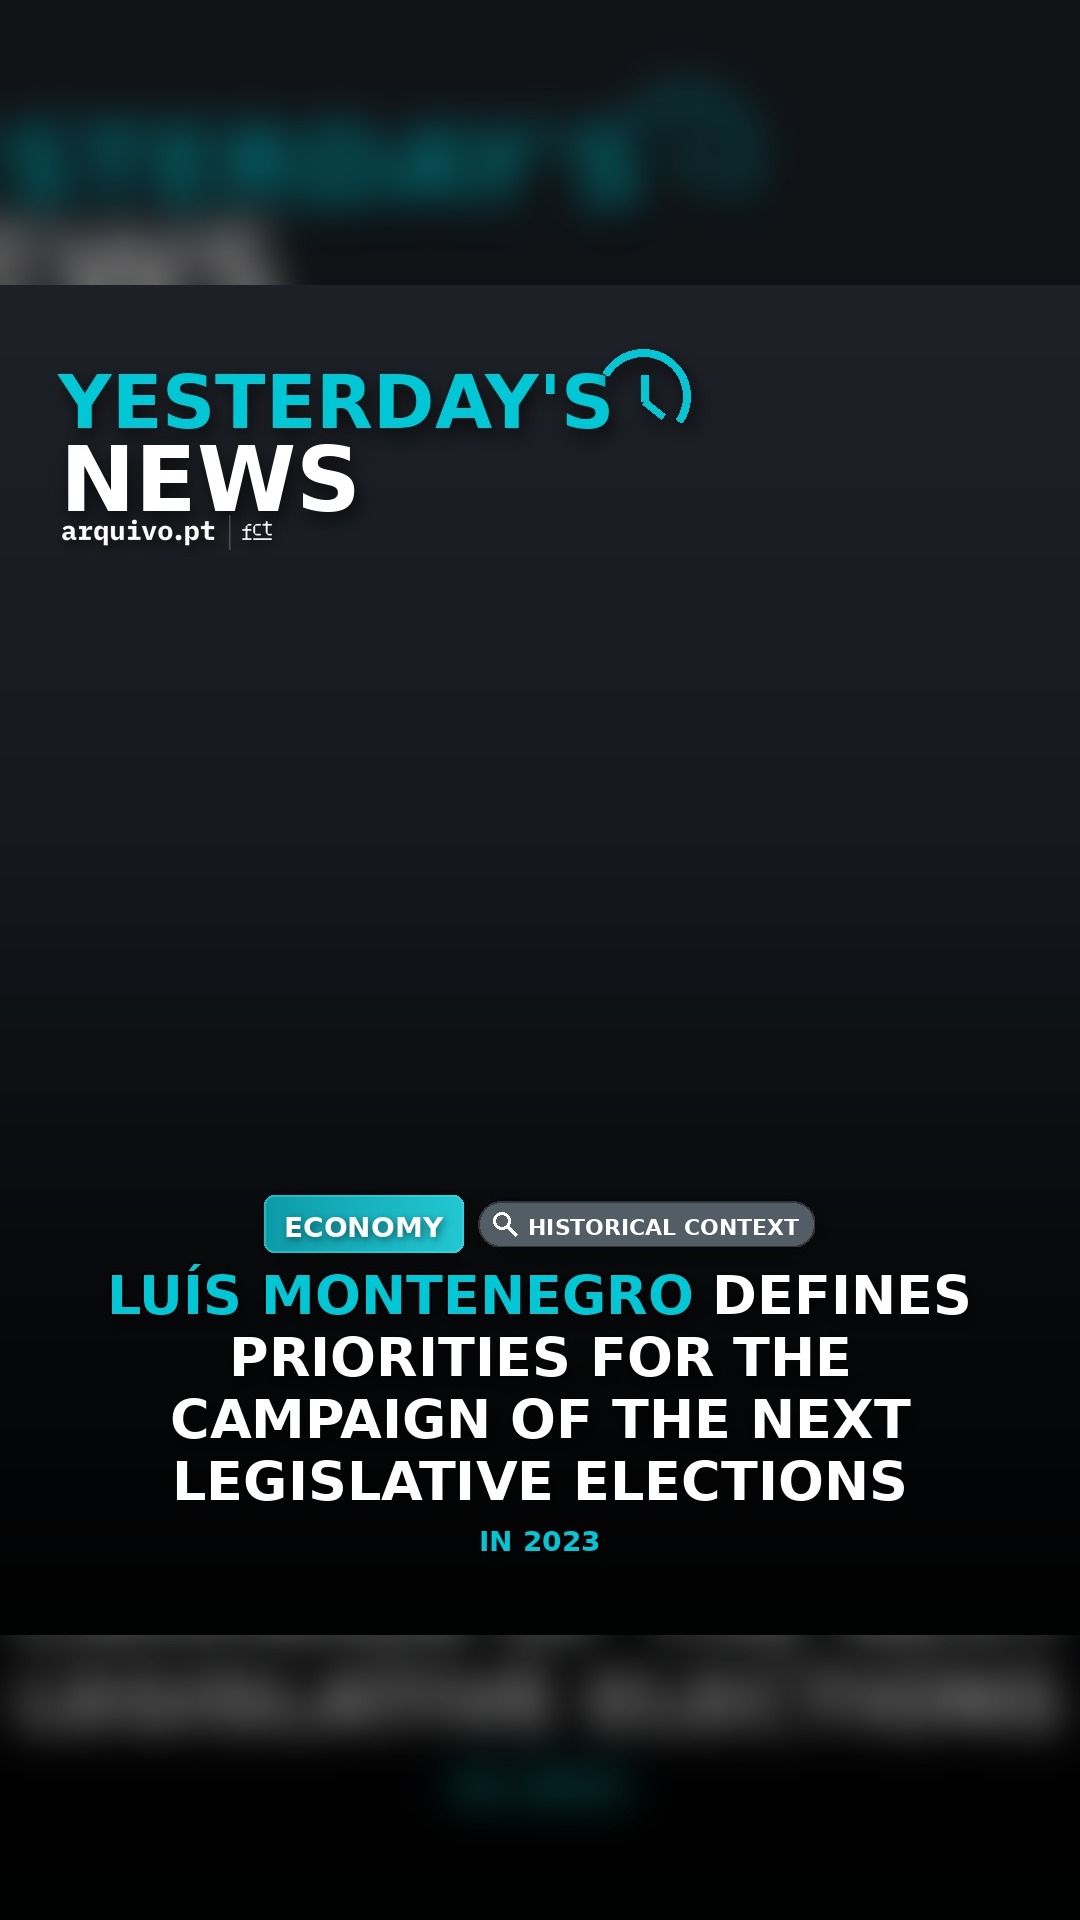 YESTERDAY'S
NEWS
arquivo.pt | fct
ECONOMY
HISTORICAL CONTEXT
LUÍS MONTENEGRO DEFINES
PRIORITIES FOR THE
CAMPAIGN OF THE NEXT
LEGISLATIVE ELECTIONS
IN 2023